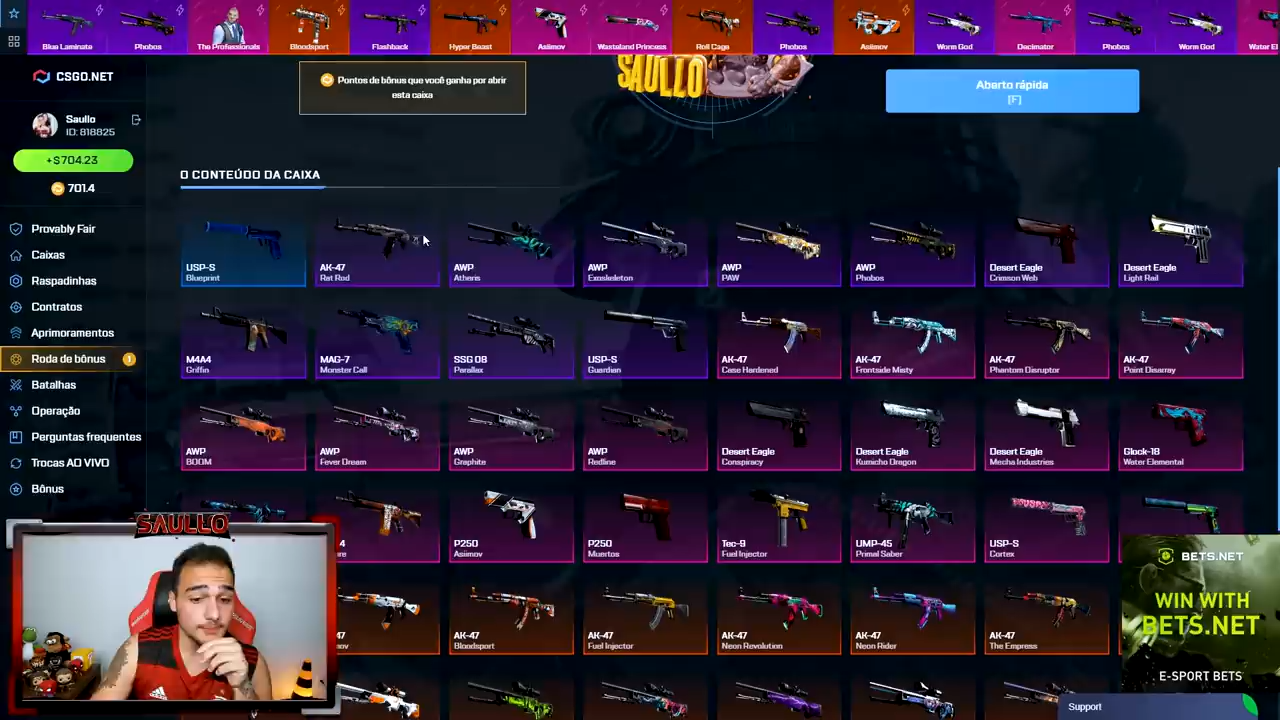 Blue Laminate
Phobos
The Professionals
Bloodsport
Flashback
Hyper Beast
Asiimov
Wasteland Princess
Roll Cage
Phobos
Asiimov
Worm God
Decimator
Phobos
Worm God
Water El
CSGO.NET
Saullo
ID: 818825
+$704.23
701.4
Provably Fair
Caixas
Raspadinhas
Contratos
Aprimoramentos
Roda de bônus 1
Batalhas
Operação
Perguntas frequentes
Trocas AO VIVO
Bônus
Pontos de bônus que você ganha por abrir
esta caixa
SAULLO
Aberto rápida
[F]
O CONTEÚDO DA CAIXA
USP-S
Blueprint
AK-47
Rat Rod
AWP
Atheris
AWP
Exoskeleton
AWP
PAW
AWP
Phobos
Desert Eagle
Crimson Web
Desert Eagle
Light Rail
M4A4
Griffin
MAG-7
Monster Call
SSG 08
Parallax
USP-S
Guardian
AK-47
Case Hardened
AK-47
Frontside Misty
AK-47
Phantom Disruptor
AK-47
Point Disarray
AWP
BOOM
AWP
Fever Dream
AWP
Graphite
AWP
Redline
Desert Eagle
Conspiracy
Desert Eagle
Kumicho Dragon
Desert Eagle
Mecha Industries
Glock-18
Water Elemental
4
re
P250
Asiimov
P250
Muertos
Tec-9
Fuel Injector
UMP-45
Primal Saber
USP-S
Cortex
47
ov
AK-47
Bloodsport
AK-47
Fuel Injector
AK-47
Neon Revolution
AK-47
Neon Rider
AK-47
The Empress
SAULLO
BETS.NET
WIN WITH
BETS.NET
E-SPORT BETS
Support